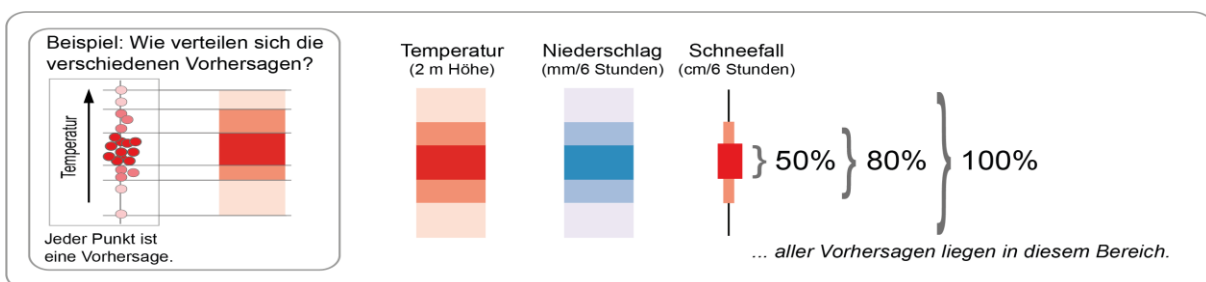 Beispiel: Wie verteilen sich die
verschiedenen Vorhersagen?
Temperatur
Jeder Punkt ist
eine Vorhersage.
Temperatur
(2 m Höhe)
Niederschlag
(mm/6 Stunden)
Schneefall
(cm/6 Stunden)
50%
80%
100%
... aller Vorhersagen liegen in diesem Bereich.